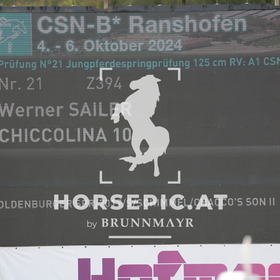 CSN-B* Ranshofen
4. - 6. Oktober 2024
Prüfung N°21 Jungpferdespringprüfung 125 cm RV: A1 CSN
Nr. 21 Z394
Werner SAILER
CHICCOLINA 10
HORSEPIC.AT
by BRUNNMAYR
OLDENBURGER
SON II